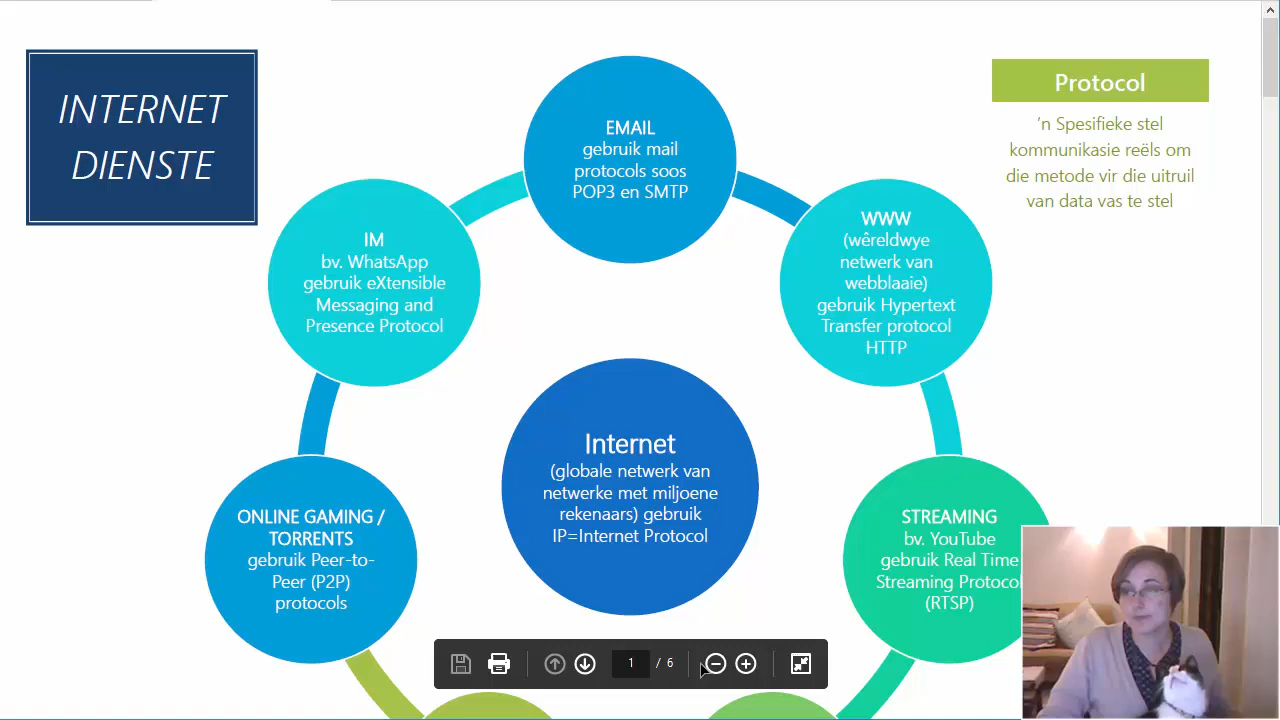 INTERNET
DIENSTE
EMAIL
gebruik mail
protocols soos
POP3 en SMTP
Protocol
'n Spesifieke stel
kommunikasie reëls om
die metode vir die uitruil
van data vas te stel
IM
bv. WhatsApp
gebruik eXtensible
Messaging and
Presence Protocol
WWW
(wêreldwye
netwerk van
webblaaie)
gebruik Hypertext
Transfer protocol
HTTP
Internet
(globale netwerk van
netwerke met miljoene
rekenaars) gebruik
IP=Internet Protocol
ONLINE GAMING /
TORRENTS
gebruik Peer-to-
Peer (P2P)
protocols
STREAMING
bv. YouTube
gebruik Real Time
Streaming Protocol
(RTSP)
1 / 6